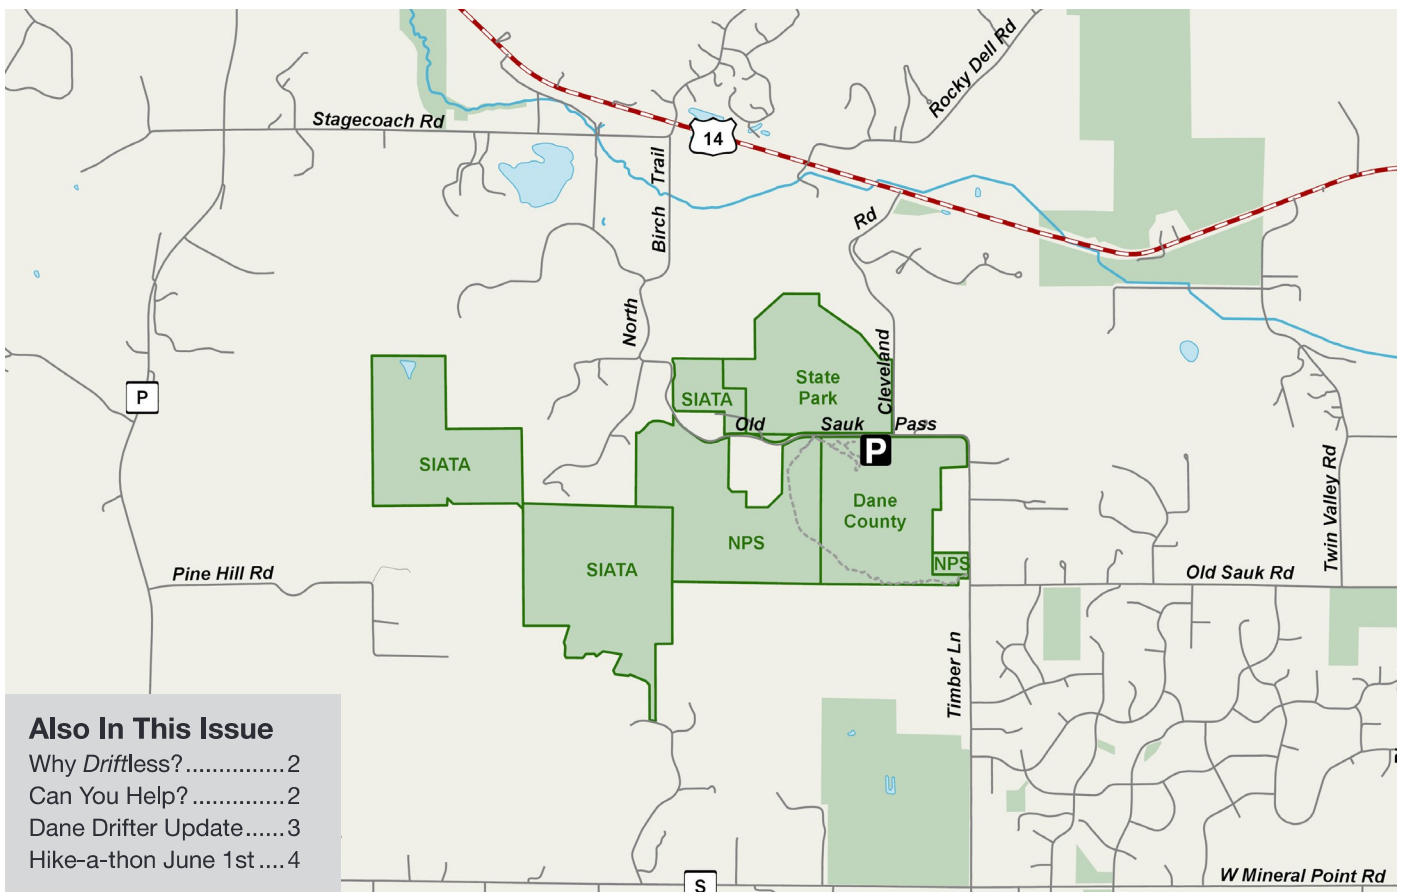 Rocky Dell Rd
Stagecoach Rd
14
Birch Trail
Rd
North
Cleveland
State
Park
SIATA
P
Old Sauk Pass
P
SIATA
Dane
County
NPS
SIATA
NPS
Twin Valley Rd
Pine Hill Rd
Old Sauk Rd
Timber Ln
Also In This Issue
Why Driftless?...............2
Can You Help?..............2
Dane Drifter Update......3
Hike-a-thon June 1st....4
W Mineral Point Rd
S